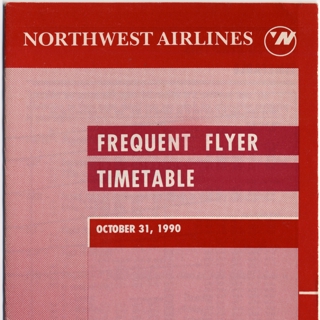 NORTHWEST AIRLINES
FREQUENT FLYER
TIMETABLE
OCTOBER 31, 1990